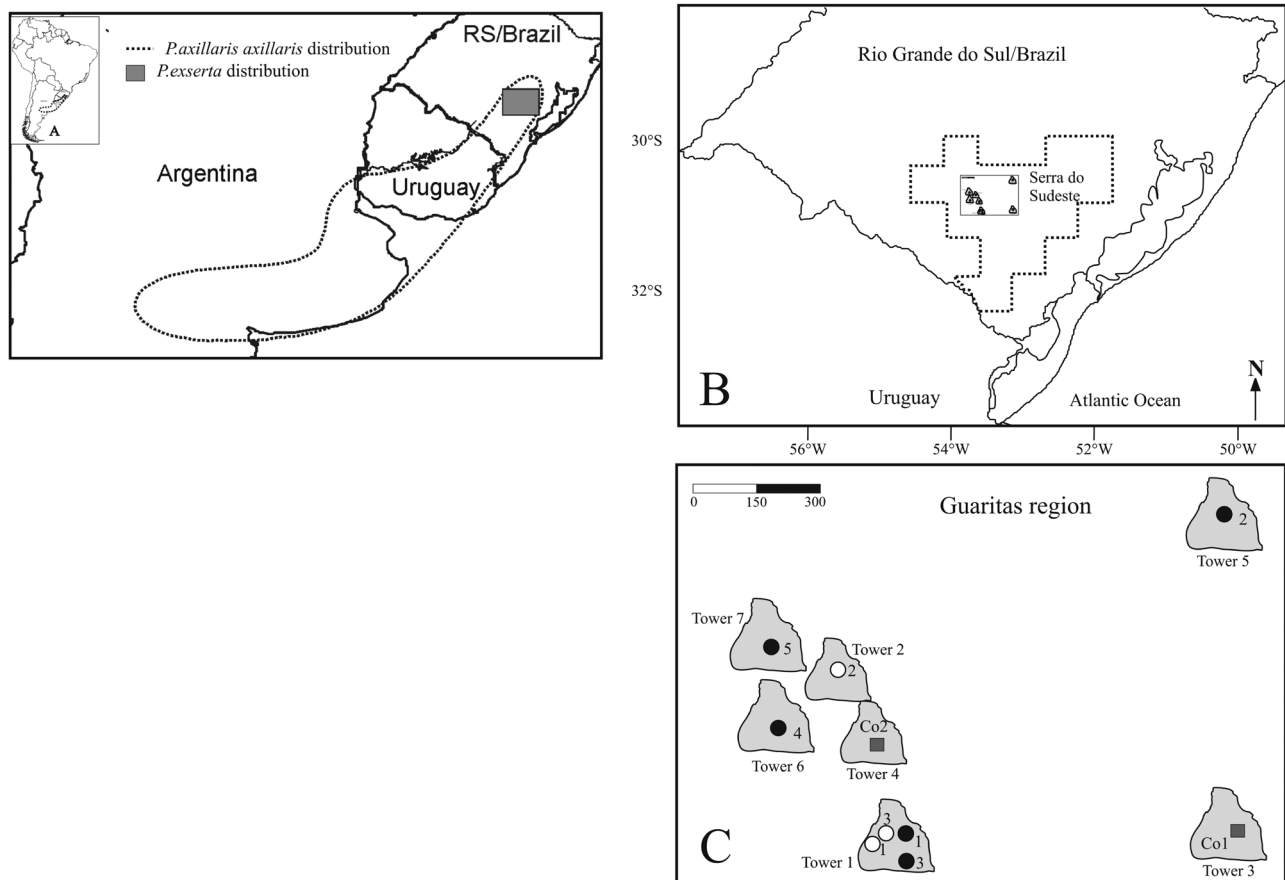 P.axillaris axillaris distribution
P.exserta distribution
A
RS/Brazil
Argentina
Uruguay
Rio Grande do Sul/Brazil
30°S
Serra do
Sudeste
32°S
B
N
Uruguay
Atlantic Ocean
56°W
54°W
52°W
50°W
0
150
300
Guaritas region
2
Tower 5
Tower 7
5
Tower 2
2
4
Tower 6
Co2
Tower 4
3
1
1
3
Tower 1
C
Co1
Tower 3